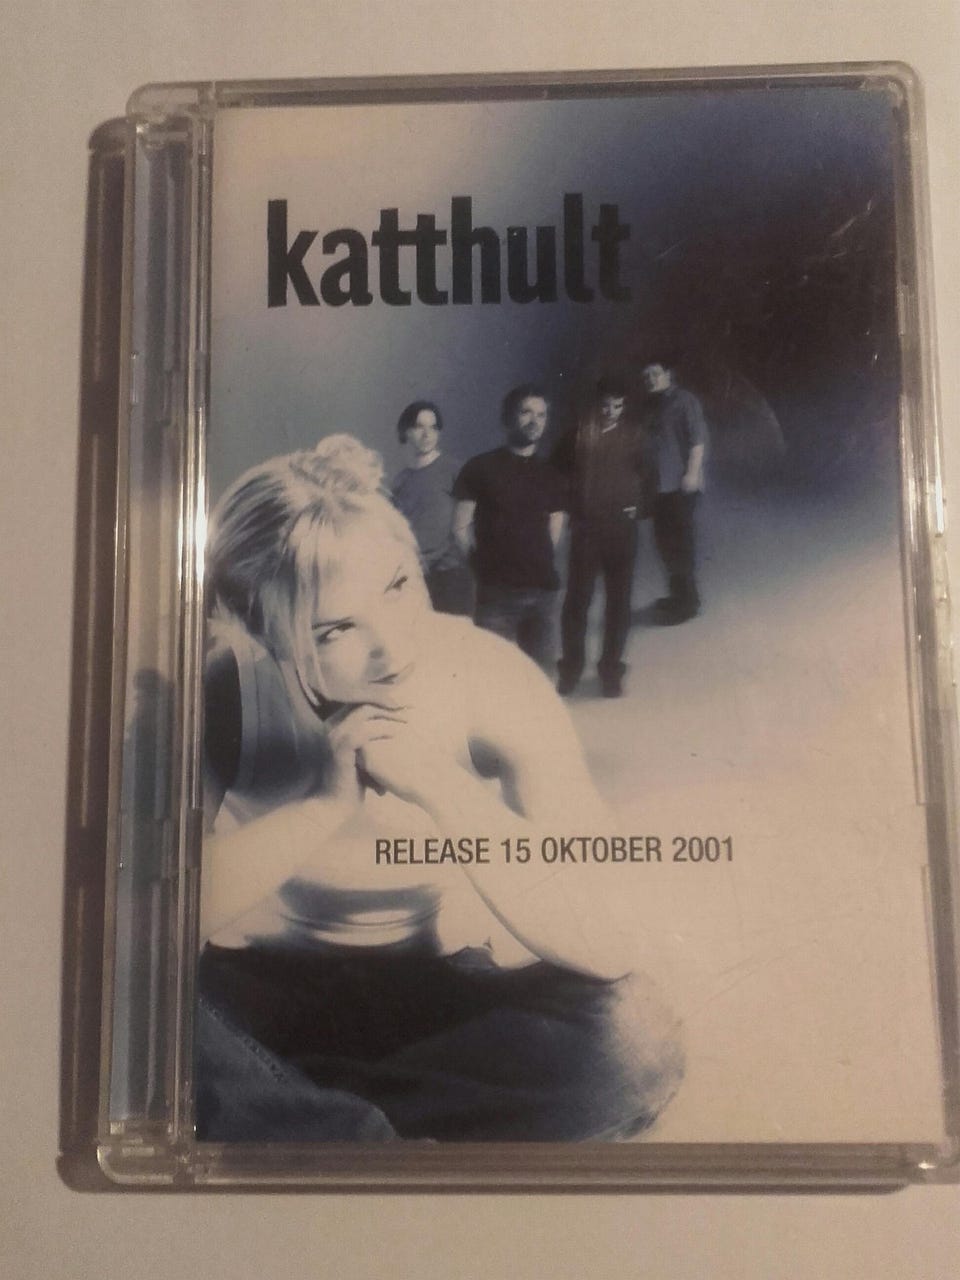 katthult
RELEASE 15 OKTOBER 2001